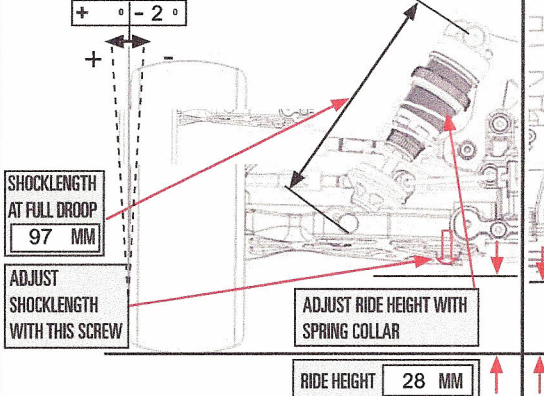 + ° - 2 °
+ -
SHOCKLENGTH
AT FULL DROOP
97 MM
ADJUST
SHOCKLENGTH
WITH THIS SCREW
ADJUST RIDE HEIGHT WITH
SPRING COLLAR
RIDE HEIGHT 28 MM